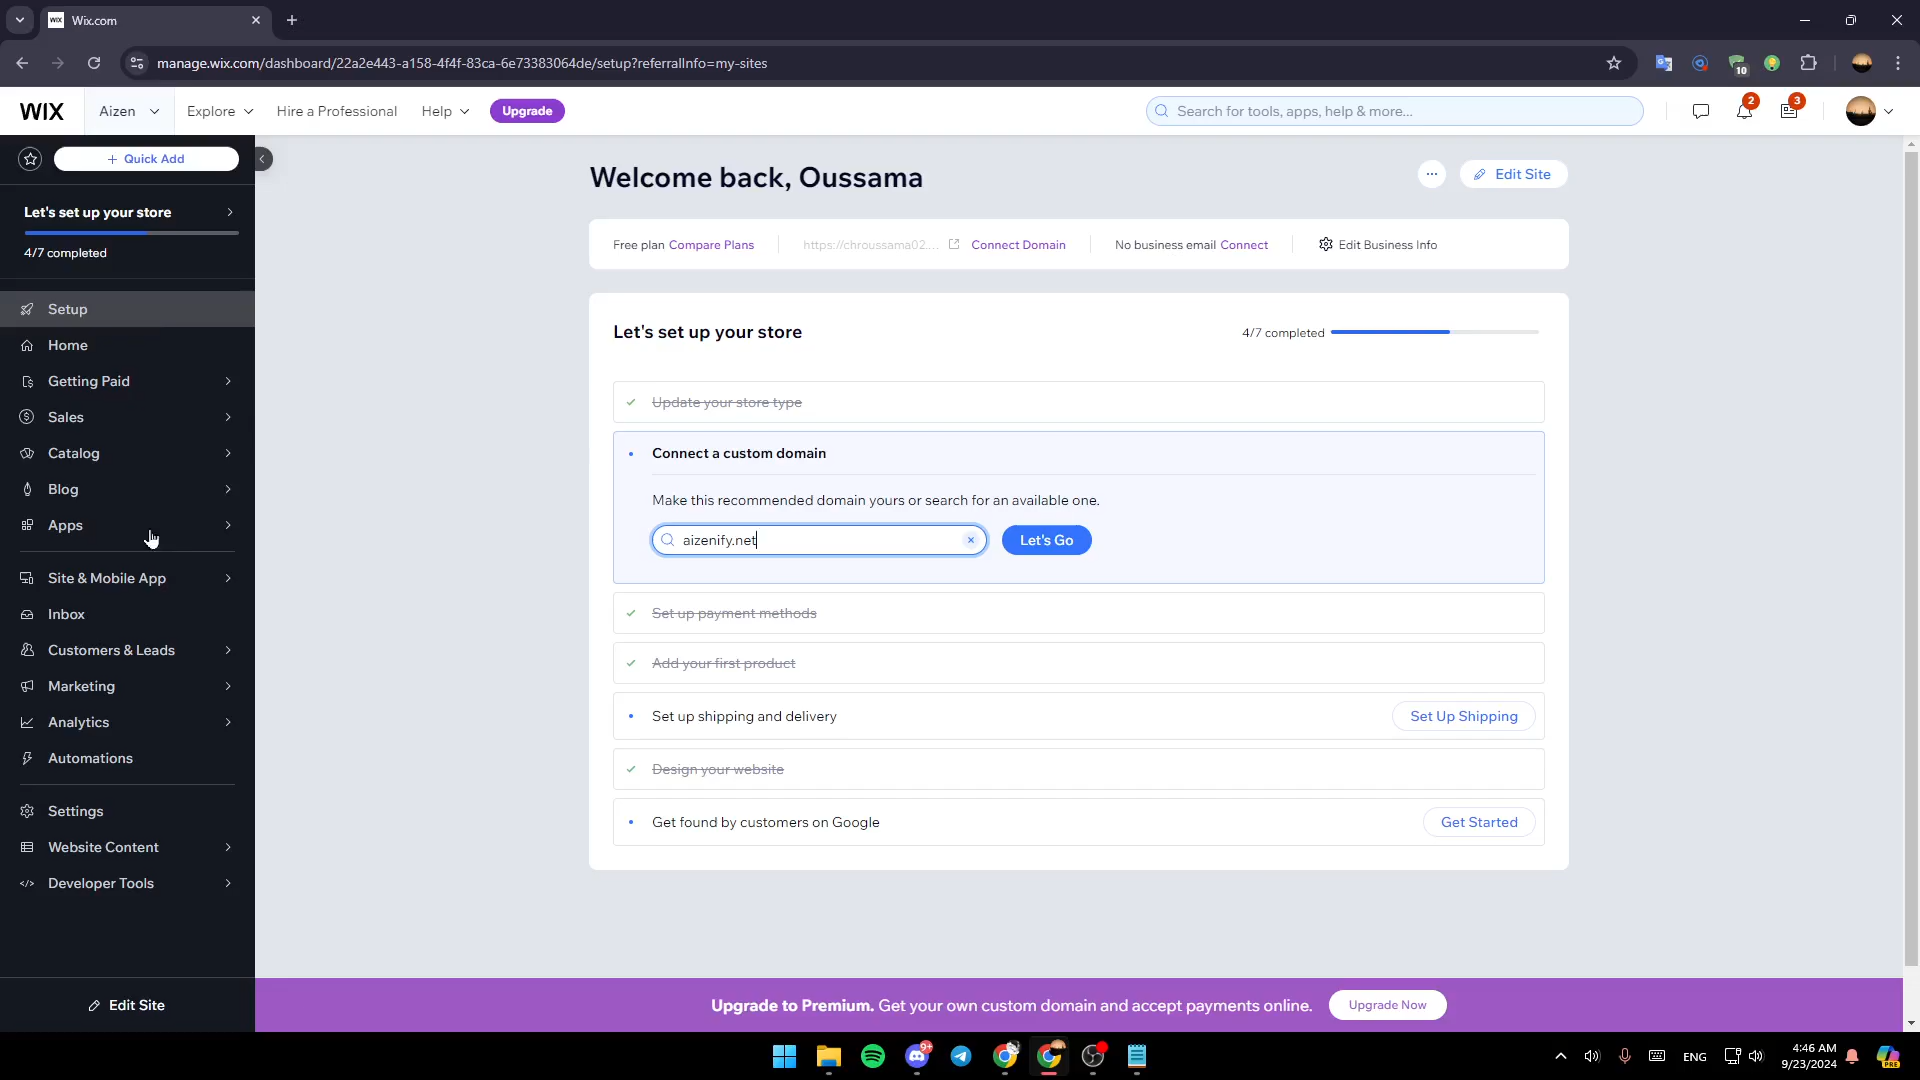 Wix.com
manage.wix.com/dashboard/22a2e443-a158-4f4f-83ca-6e73383064de/setup?referralInfo=my-sites
10
WIX Aizen Explore Hire a Professional Help Upgrade Search for tools, apps, help & more... 2 3
+ Quick Add
Welcome back, Oussama
Edit Site
Let's set up your store
4/7 completed
Free plan Compare Plans https://chroussama02... Connect Domain No business email Connect Edit Business Info
Setup
Home
Getting Paid
Sales
Catalog
Blog
Apps
Site & Mobile App
Inbox
Customers & Leads
Marketing
Analytics
Automations
Settings
Website Content
Developer Tools
Edit Site
Let's set up your store
4/7 completed
Update your store type
Connect a custom domain
Make this recommended domain yours or search for an available one.
aizenify.net
Let's Go
Set up payment methods
Add your first product
Set up shipping and delivery
Set Up Shipping
Design your website
Get found by customers on Google
Get Started
Upgrade to Premium. Get your own custom domain and accept payments online. Upgrade Now
9+
ENG
4:46 AM
9/23/2024
PRE